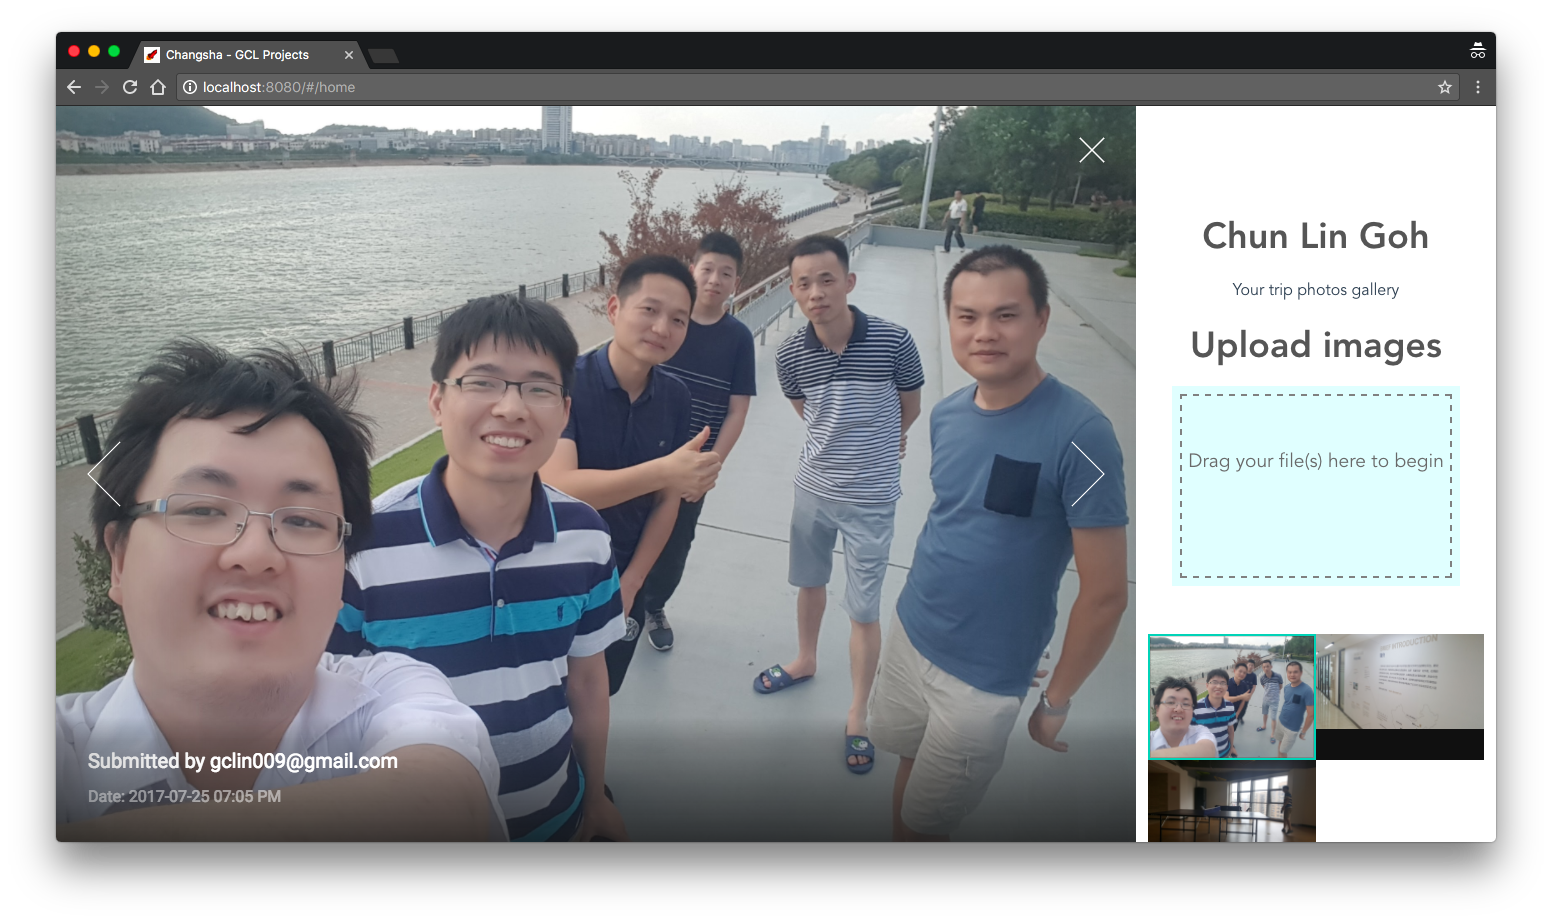 Changsha - GCL Projects
localhost:8080/#/home
Chun Lin Goh
Your trip photos gallery
Upload images
Drag your file(s) here to begin
Submitted by gclin009@gmail.com
Date: 2017-07-25 07:05 PM
INTRODUCTION